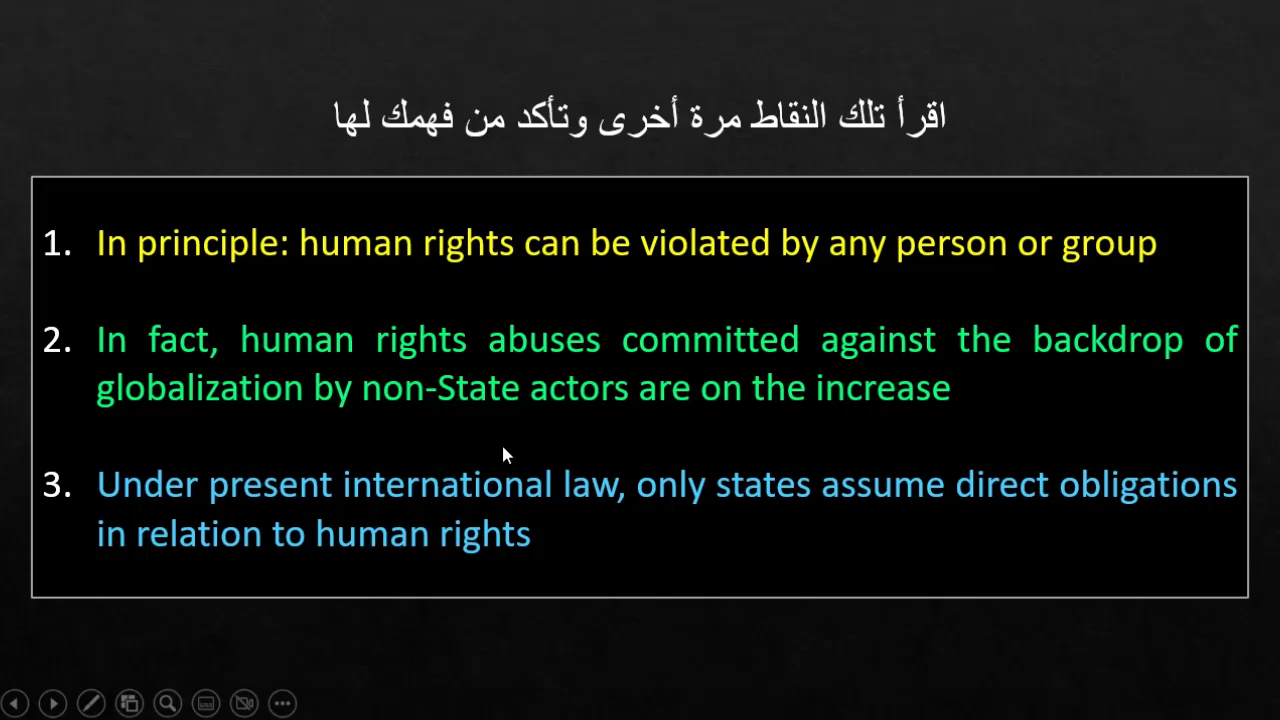 اقرأ تلك النقاط مرة أخرى وتأكد من فهمك لها
1. In principle: human rights can be violated by any person or group
2. In fact, human rights abuses committed against the backdrop of
globalization by non-State actors are on the increase
3. Under present international law, only states assume direct obligations
in relation to human rights